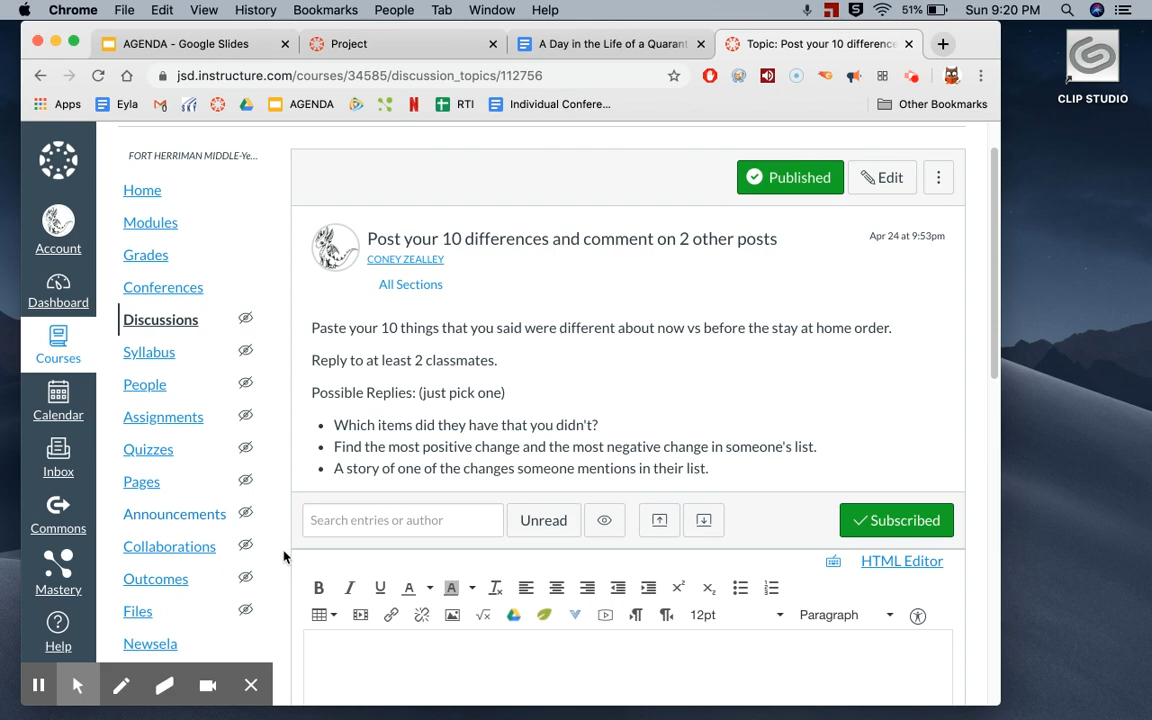 Chrome File Edit View History Bookmarks People Tab Window Help 51% Sun 9:20 PM
AGENDA - Google Slides Project A Day in the Life of a Quarant Topic: Post your 10 difference
jsd.instructure.com/courses/34585/discussion_topics/112756
CLIP STUDIO
Apps Eyla AGENDA RTI Individual Confere... Other Bookmarks
FORT HERRIMAN MIDDLE-Ye...
Published Edit
Home
Modules
Grades
Conferences
Discussions
Syllabus
People
Assignments
Quizzes
Pages
Announcements
Collaborations
Outcomes
Files
Newsela
Account
Dashboard
Courses
Calendar
Inbox
Commons
Mastery
Help
Post your 10 differences and comment on 2 other posts
Apr 24 at 9:53pm
CONEY ZEALLEY
All Sections
Paste your 10 things that you said were different about now vs before the stay at home order.
Reply to at least 2 classmates.
Possible Replies: (just pick one)
• Which items did they have that you didn't?
• Find the most positive change and the most negative change in someone's list.
• A story of one of the changes someone mentions in their list.
Search entries or author Unread Subscribed
HTML Editor
12pt Paragraph